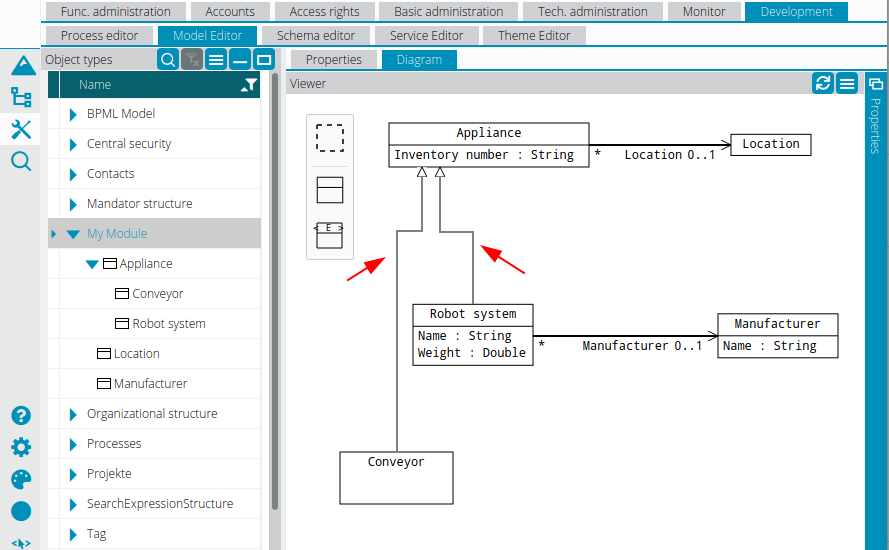 Func. administration Accounts Access rights Basic administration Tech. administration Monitor Development
Process editor Model Editor Schema editor Service Editor Theme Editor
Object types
Properties Diagram
Name
Viewer
BPML Model
Central security
Contacts
Mandator structure
My Module
Appliance
Conveyor
Robot system
Location
Manufacturer
Organizational structure
Processes
Projekte
SearchExpressionStructure
Tag
< E >
Appliance
Inventory number : String
* Location 0..1
Location
Robot system
Name : String
Weight : Double
* Manufacturer 0..1
Manufacturer
Name : String
Conveyor
Properties